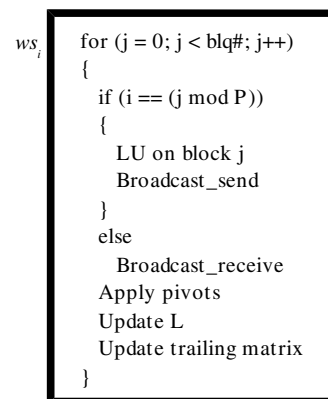 ws_i for (j = 0; j < blq#; j++)
{
if (i == (j mod P))
{
LU on block j
Broadcast_send
}
else
Broadcast_receive
Apply pivots
Update L
Update trailing matrix
}